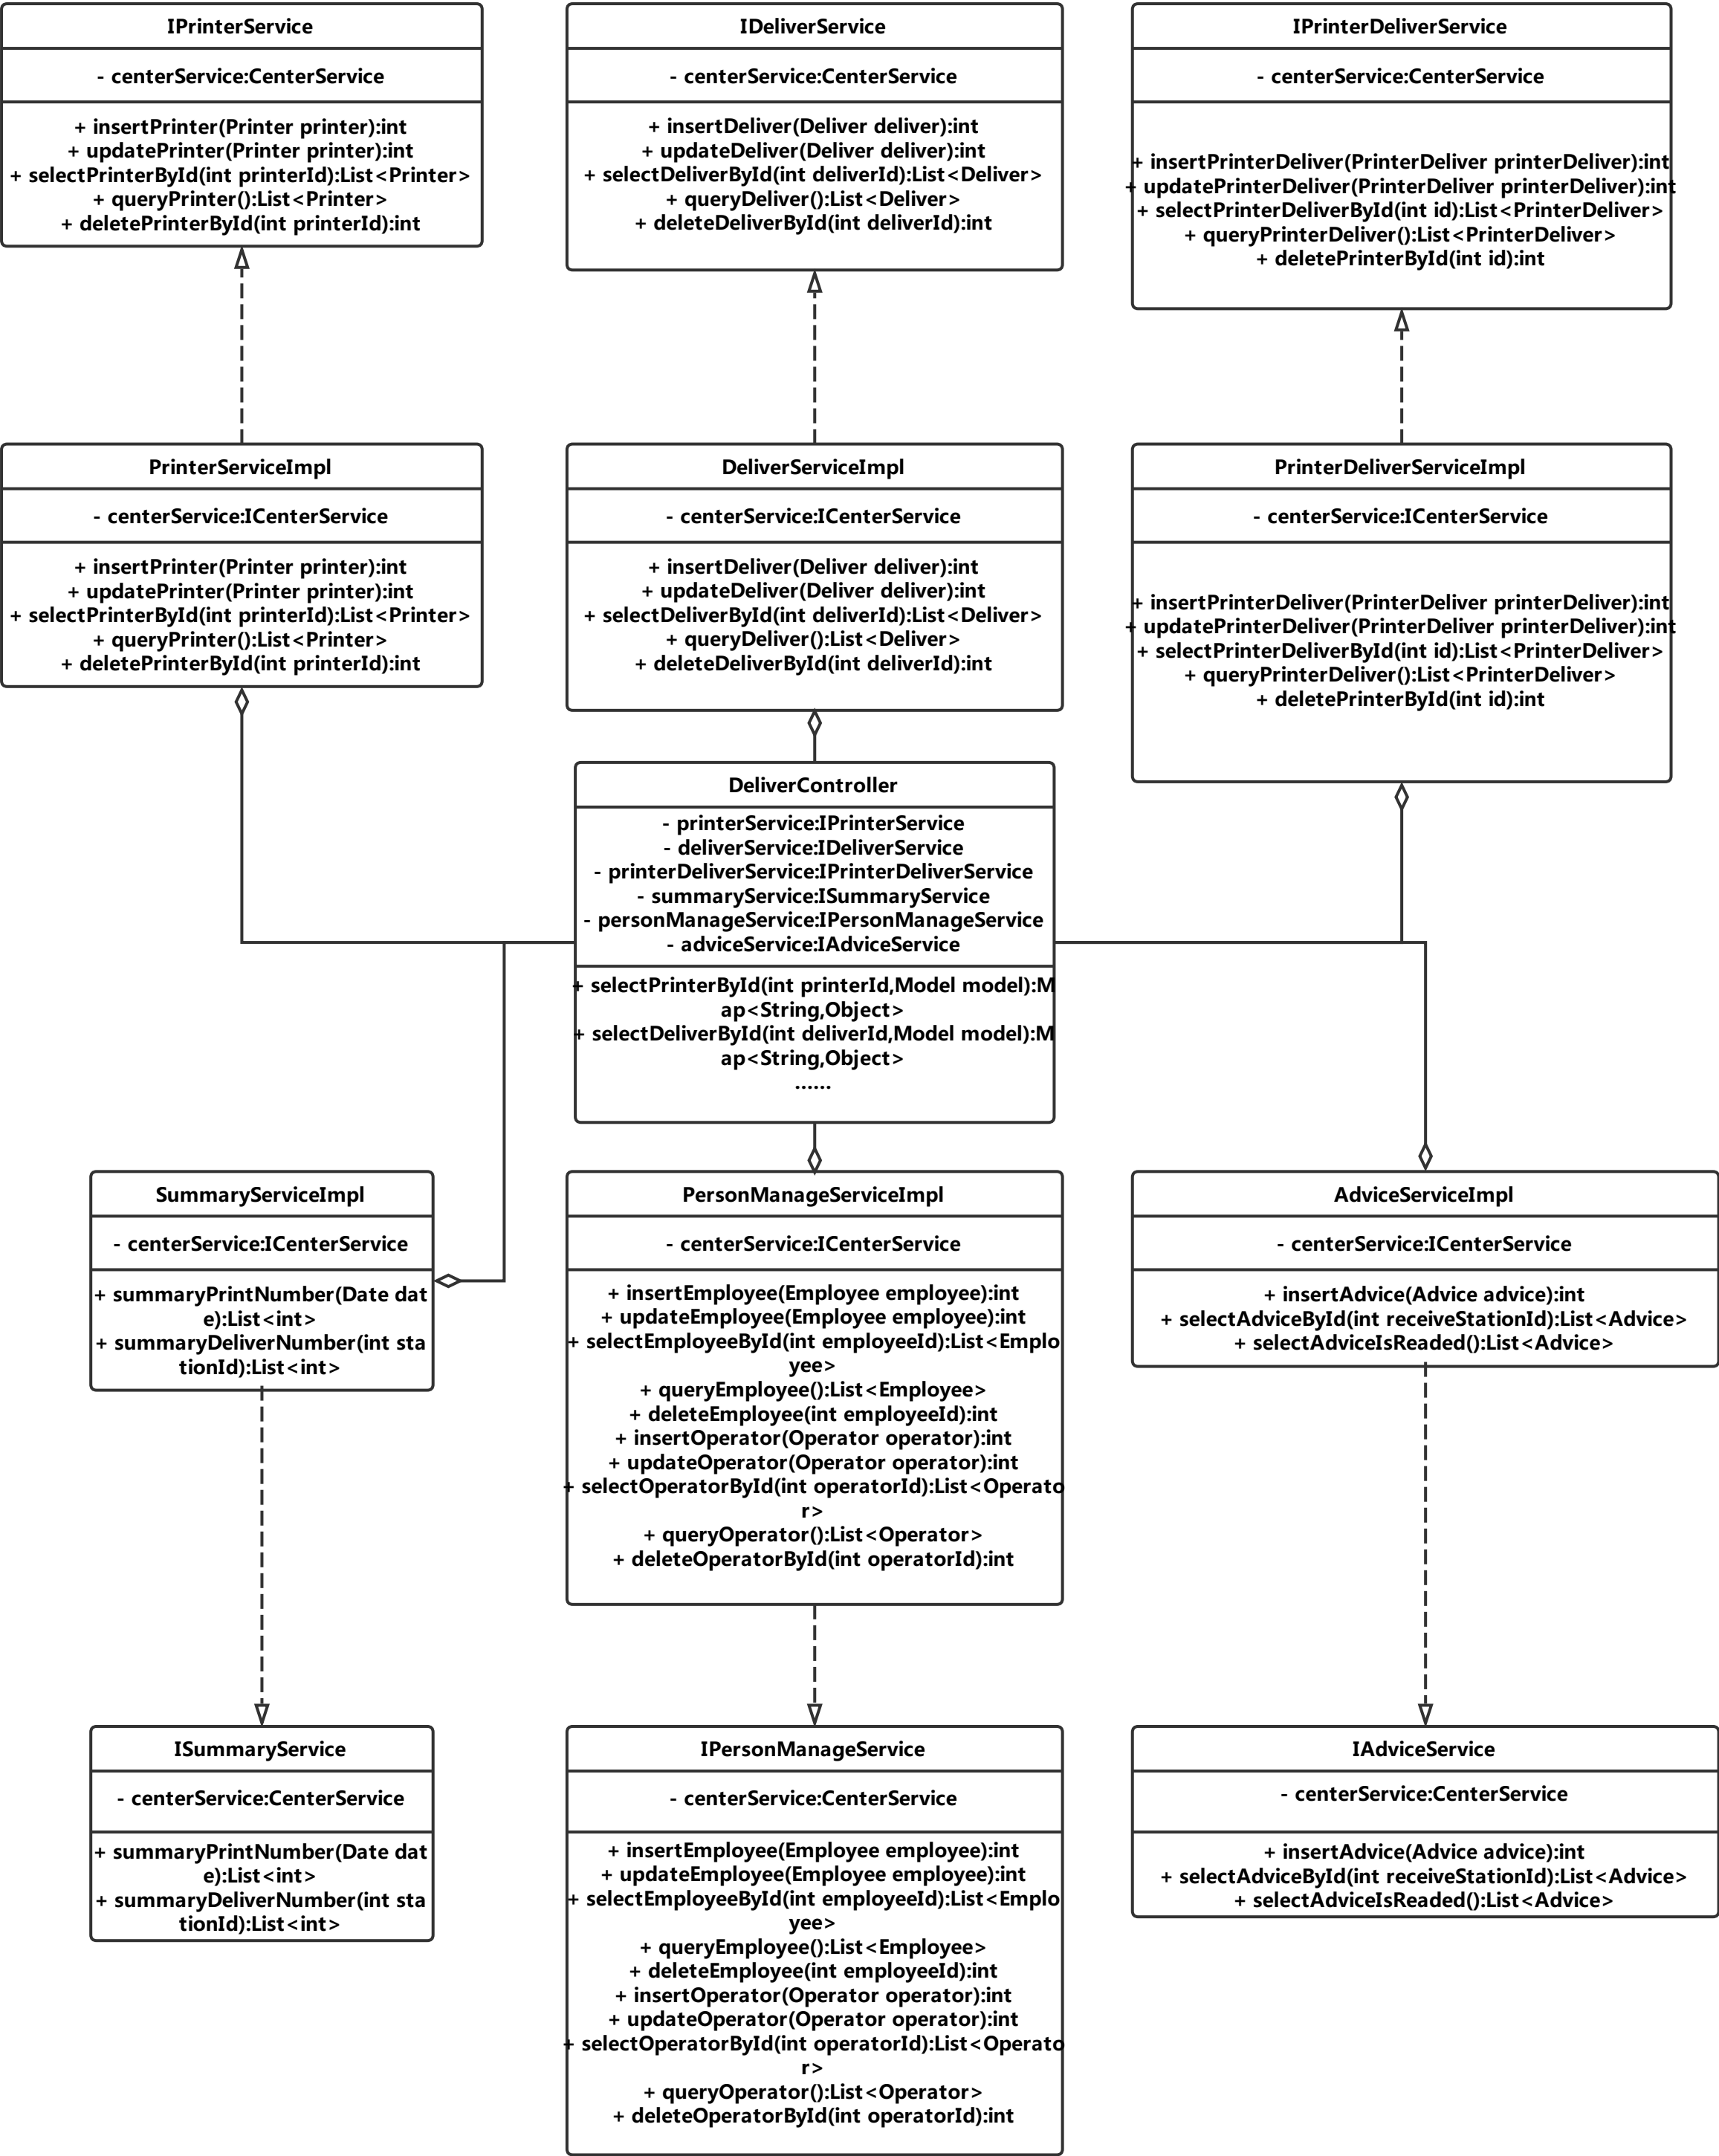 IPrinterService
- centerService:CenterService
+ insertPrinter(Printer printer):int
+ updatePrinter(Printer printer):int
+ selectPrinterById(int printerId):List<Printer>
+ queryPrinter():List<Printer>
+ deletePrinterById(int printerId):int
IDeliverService
- centerService:CenterService
+ insertDeliver(Deliver deliver):int
+ updateDeliver(Deliver deliver):int
+ selectDeliverById(int deliverId):List<Deliver>
+ queryDeliver():List<Deliver>
+ deleteDeliverById(int deliverId):int
IPrinterDeliverService
- centerService:CenterService
+ insertPrinterDeliver(PrinterDeliver printerDeliver):int
+ updatePrinterDeliver(PrinterDeliver printerDeliver):int
+ selectPrinterDeliverById(int id):List<PrinterDeliver>
+ queryPrinterDeliver():List<PrinterDeliver>
+ deletePrinterById(int id):int
PrinterServiceImpl
- centerService:ICenterService
+ insertPrinter(Printer printer):int
+ updatePrinter(Printer printer):int
+ selectPrinterById(int printerId):List<Printer>
+ queryPrinter():List<Printer>
+ deletePrinterById(int printerId):int
DeliverServiceImpl
- centerService:ICenterService
+ insertDeliver(Deliver deliver):int
+ updateDeliver(Deliver deliver):int
+ selectDeliverById(int deliverId):List<Deliver>
+ queryDeliver():List<Deliver>
+ deleteDeliverById(int deliverId):int
PrinterDeliverServiceImpl
- centerService:ICenterService
+ insertPrinterDeliver(PrinterDeliver printerDeliver):int
+ updatePrinterDeliver(PrinterDeliver printerDeliver):int
+ selectPrinterDeliverById(int id):List<PrinterDeliver>
+ queryPrinterDeliver():List<PrinterDeliver>
+ deletePrinterById(int id):int
DeliverController
- printerService:IPrinterService
- deliverService:IDeliverService
- printerDeliverService:IPrinterDeliverService
- summaryService:ISummaryService
- personManageService:IPersonManageService
- adviceService:IAdviceService
+ selectPrinterById(int printerId,Model model):M
ap<String,Object>
+ selectDeliverById(int deliverId,Model model):M
ap<String,Object>
......
SummaryServiceImpl
- centerService:ICenterService
+ summaryPrintNumber(Date dat
e):List<int>
+ summaryDeliverNumber(int sta
tionId):List<int>
PersonManageServiceImpl
- centerService:ICenterService
+ insertEmployee(Employee employee):int
+ updateEmployee(Employee employee):int
+ selectEmployeeById(int employeeId):List<Emplo
yee>
+ queryEmployee():List<Employee>
+ deleteEmployee(int employeeId):int
+ insertOperator(Operator operator):int
+ updateOperator(Operator operator):int
+ selectOperatorById(int operatorId):List<Operato
r>
+ queryOperator():List<Operator>
+ deleteOperatorById(int operatorId):int
AdviceServiceImpl
- centerService:ICenterService
+ insertAdvice(Advice advice):int
+ selectAdviceById(int receiveStationId):List<Advice>
+ selectAdviceIsReaded():List<Advice>
ISummaryService
- centerService:CenterService
+ summaryPrintNumber(Date dat
e):List<int>
+ summaryDeliverNumber(int sta
tionId):List<int>
IPersonManageService
- centerService:CenterService
+ insertEmployee(Employee employee):int
+ updateEmployee(Employee employee):int
+ selectEmployeeById(int employeeId):List<Emplo
yee>
+ queryEmployee():List<Employee>
+ deleteEmployee(int employeeId):int
+ insertOperator(Operator operator):int
+ updateOperator(Operator operator):int
+ selectOperatorById(int operatorId):List<Operato
r>
+ queryOperator():List<Operator>
+ deleteOperatorById(int operatorId):int
IAdviceService
- centerService:CenterService
+ insertAdvice(Advice advice):int
+ selectAdviceById(int receiveStationId):List<Advice>
+ selectAdviceIsReaded():List<Advice>